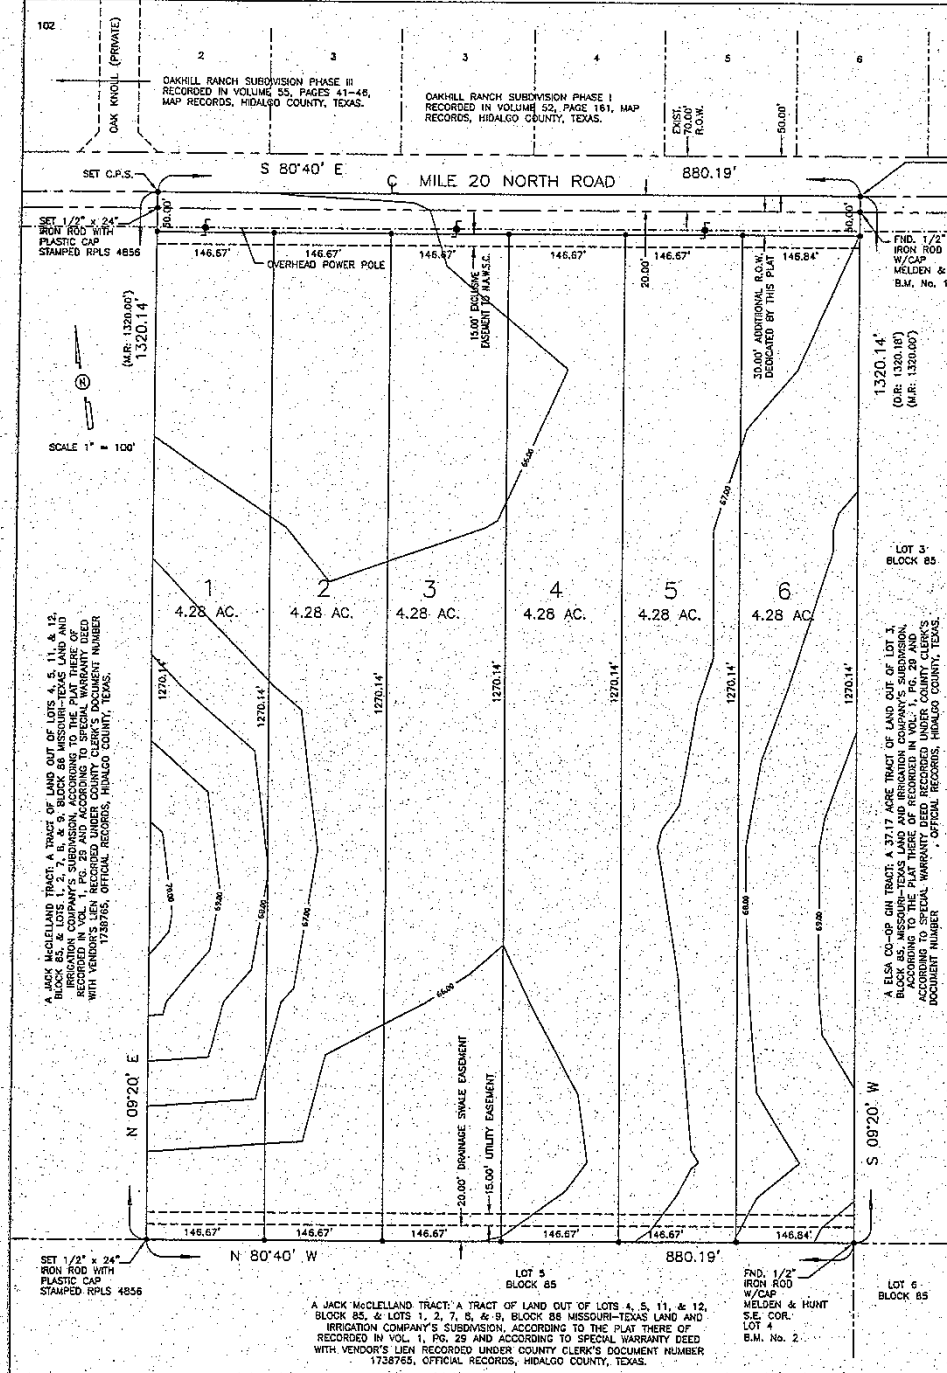 102
OAK KNOLL (PRIVATE)
2
3
3
4
5
6
OAKHILL RANCH SUBDIVISION PHASE III
RECORDED IN VOLUME 55, PAGES 41-46,
MAP RECORDS, HIDALGO COUNTY, TEXAS.
OAKHILL RANCH SUBDIVISION PHASE I
RECORDED IN VOLUME 52, PAGE 161, MAP
RECORDS, HIDALGO COUNTY, TEXAS.
EXIST.
70.00'
R.O.W.
50.00'
SET C.P.S.
S 80°40' E
℄ MILE 20 NORTH ROAD
880.19'
SET 1/2" x 24"
IRON ROD WITH
PLASTIC CAP
STAMPED RPLS 4856
50.00'
50.00'
FND. 1/2"
IRON ROD
W/CAP
MELDEN &
B.M. No. 1
146.67'
146.67'
146.67'
146.67'
146.84'
OVERHEAD POWER POLE
15.00' EXCLUSIVE
EASEMENT TO N.A.W.S.C.
20.00'
30.00' ADDITIONAL R.O.W.
DEDICATED BY THIS PLAT
(M.R: 1320.00')
1320.14
1320.14'
(D.R: 1320.18')
(M.R: 1320.00')
N
SCALE 1" = 100'
66.00
67.00
LOT 3
BLOCK 85
1
4.28 AC.
2
4.28 AC.
3
4.28 AC.
4
4.28 AC.
5
4.28 AC.
6
4.28 AC.
1270.14'
1270.14'
1270.14'
1270.14'
1270.14'
1270.14'
1270.14'
A JACK McCLELLAND TRACT: A TRACT OF LAND OUT OF LOTS 4, 5, 11, & 12,
BLOCK 85, & LOTS 1, 2, 7, 8, & 9, BLOCK 86 MISSOURI-TEXAS LAND AND
IRRIGATION COMPANY'S SUBDIVISION, ACCORDING TO THE PLAT THERE OF
RECORDED IN VOL. 1, PG. 29 AND ACCORDING TO SPECIAL WARRANTY DEED
WITH VENDOR'S LIEN RECORDED UNDER COUNTY CLERK'S DOCUMENT NUMBER
1738765, OFFICIAL RECORDS, HIDALGO COUNTY, TEXAS.
A ELSA CO-OP GIN TRACT: A 37.17 ACRE TRACT OF LAND OUT OF LOT 3,
BLOCK 85, MISSOURI-TEXAS LAND AND IRRIGATION COMPANY'S SUBDIVISION,
ACCORDING TO THE PLAT THERE OF RECORDED IN VOL. 1, PG. 29 AND
ACCORDING TO SPECIAL WARRANTY DEED RECORDED UNDER COUNTY CLERK'S
DOCUMENT NUMBER , OFFICIAL RECORDS, HIDALGO COUNTY, TEXAS.
70.00
69.00
68.00
67.00
68.00
69.00
66.00
N 09°20' E
S 09°20' W
20.00' DRAINAGE SWALE EASEMENT
15.00' UTILITY EASEMENT
146.67'
146.67'
146.67'
146.67'
146.84'
N 80°40' W
880.19'
SET 1/2" x 24"
IRON ROD WITH
PLASTIC CAP
STAMPED RPLS 4856
LOT 5
BLOCK 85
FND. 1/2"
IRON ROD
W/CAP
MELDEN & HUNT
S.E. COR.
LOT 4
B.M. No. 2
LOT 6
BLOCK 85
A JACK McCLELLAND TRACT: A TRACT OF LAND OUT OF LOTS 4, 5, 11, & 12,
BLOCK 85, & LOTS 1, 2, 7, 8, & 9, BLOCK 86 MISSOURI-TEXAS LAND AND
IRRIGATION COMPANY'S SUBDIVISION, ACCORDING TO THE PLAT THERE OF
RECORDED IN VOL. 1, PG. 29 AND ACCORDING TO SPECIAL WARRANTY DEED
WITH VENDOR'S LIEN RECORDED UNDER COUNTY CLERK'S DOCUMENT NUMBER
1738765, OFFICIAL RECORDS, HIDALGO COUNTY, TEXAS.